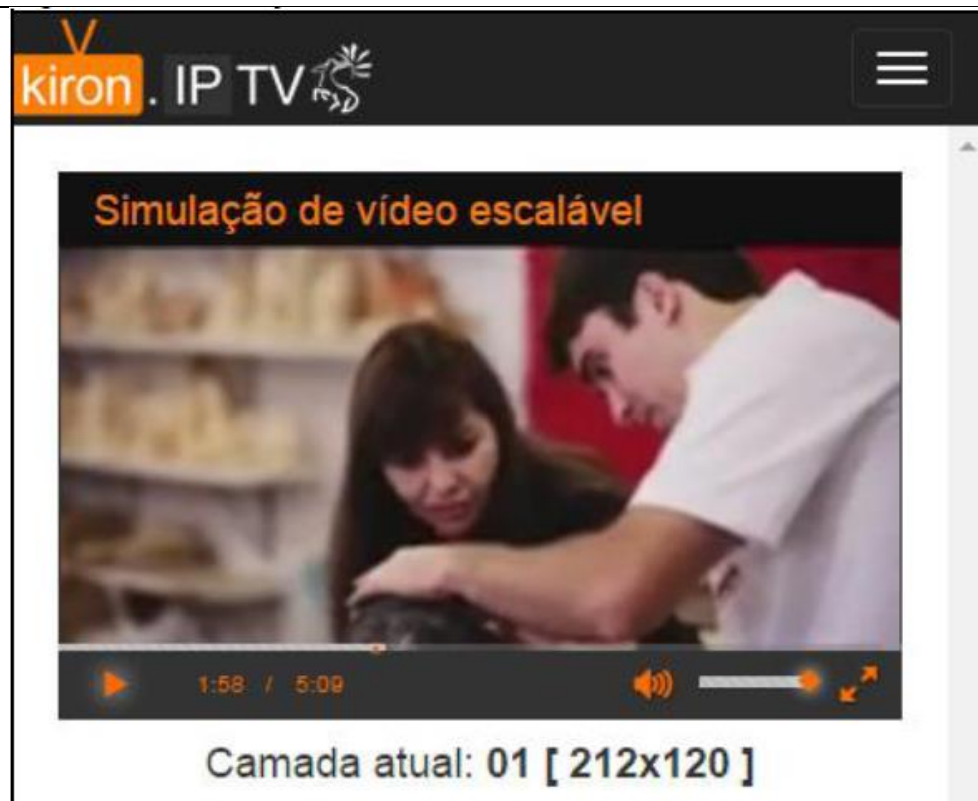 kiron. IP TV
Simulação de vídeo escalável
1:58 / 5:09
Camada atual: 01 [ 212x120 ]